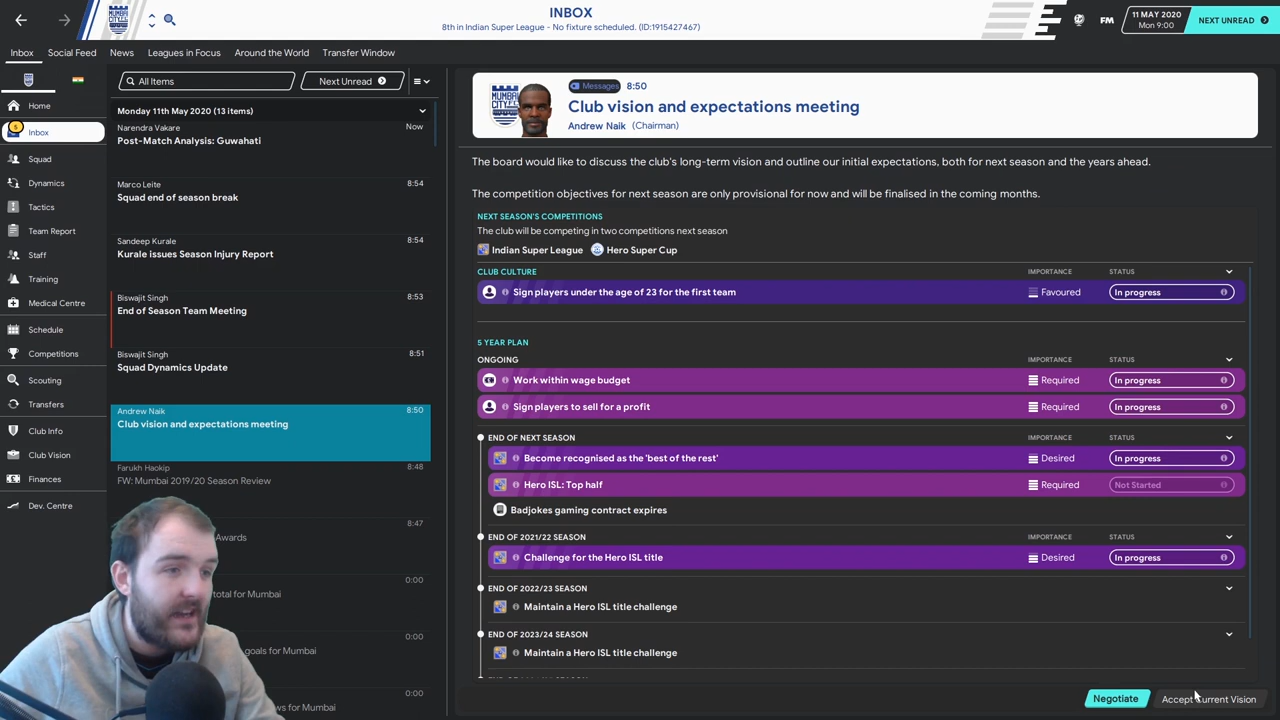 INBOX
8th in Indian Super League - No fixture scheduled. (ID:1915427467)
FM
11 MAY 2020
Mon 9:00
NEXT UNREAD
Inbox
Social Feed
News
Leagues in Focus
Around the World
Transfer Window
All Items
Next Unread
Home
Inbox
Squad
Dynamics
Tactics
Team Report
Staff
Training
Medical Centre
Schedule
Competitions
Scouting
Transfers
Club Info
Club Vision
Finances
Dev. Centre
Monday 11th May 2020 (13 items)
Narendra Vakare
Now
Post-Match Analysis: Guwahati
Marco Leite
8:54
Squad end of season break
Sandeep Kurale
8:54
Kurale issues Season Injury Report
Biswajit Singh
8:53
End of Season Team Meeting
Biswajit Singh
8:51
Squad Dynamics Update
Andrew Naik
8:50
Club vision and expectations meeting
Farukh Haokip
8:48
FW: Mumbai 2019/20 Season Review
8:47
Awards
0:00
total for Mumbai
0:00
goals for Mumbai
0:00
for Mumbai
MUMBAI
CITY FC
Messages
8:50
Club vision and expectations meeting
Andrew Naik (Chairman)
The board would like to discuss the club's long-term vision and outline our initial expectations, both for next season and the years ahead.
The competition objectives for next season are only provisional for now and will be finalised in the coming months.
NEXT SEASON'S COMPETITIONS
The club will be competing in two competitions next season
Indian Super League Hero Super Cup
CLUB CULTURE IMPORTANCE STATUS
Sign players under the age of 23 for the first team Favoured In progress
5 YEAR PLAN
ONGOING IMPORTANCE STATUS
Work within wage budget Required In progress
Sign players to sell for a profit Required In progress
END OF NEXT SEASON IMPORTANCE STATUS
Become recognised as the 'best of the rest' Desired In progress
Hero ISL: Top half Required Not Started
Badjokes gaming contract expires
END OF 2021/22 SEASON IMPORTANCE STATUS
Challenge for the Hero ISL title Desired In progress
END OF 2022/23 SEASON
Maintain a Hero ISL title challenge
END OF 2023/24 SEASON
Maintain a Hero ISL title challenge
Negotiate
Accept Current Vision